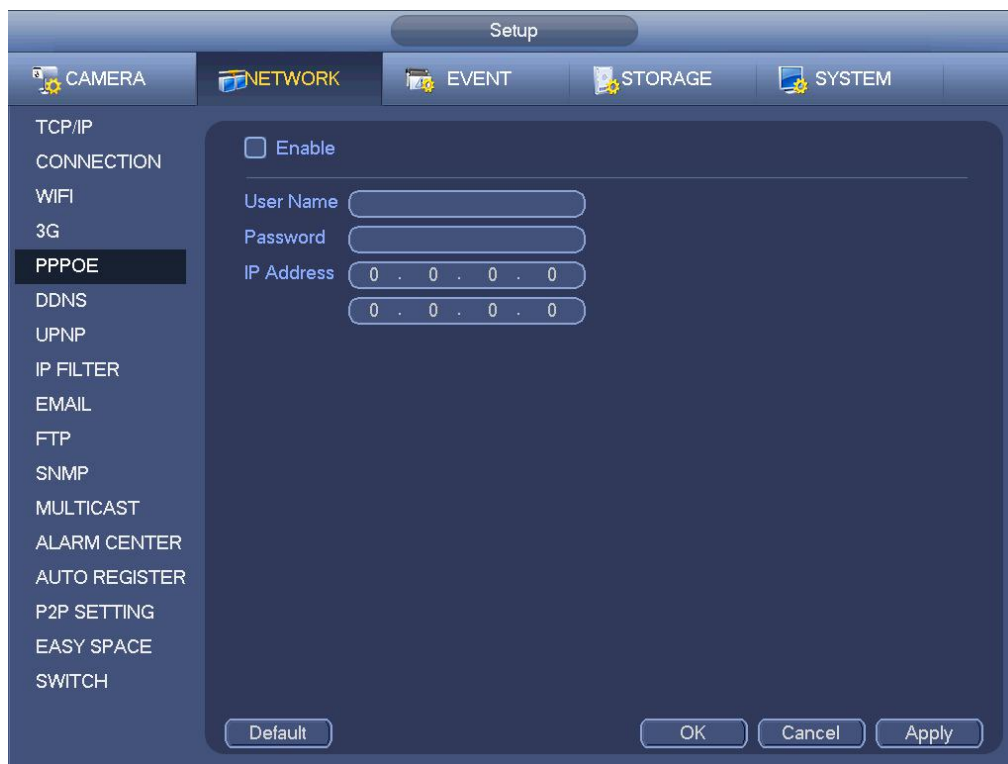 Setup
CAMERA NETWORK EVENT STORAGE SYSTEM
TCP/IP
CONNECTION
WIFI
3G
PPPOE
DDNS
UPNP
IP FILTER
EMAIL
FTP
SNMP
MULTICAST
ALARM CENTER
AUTO REGISTER
P2P SETTING
EASY SPACE
SWITCH
Enable
User Name
Password
IP Address 0 . 0 . 0 . 0
0 . 0 . 0 . 0
Default OK Cancel Apply